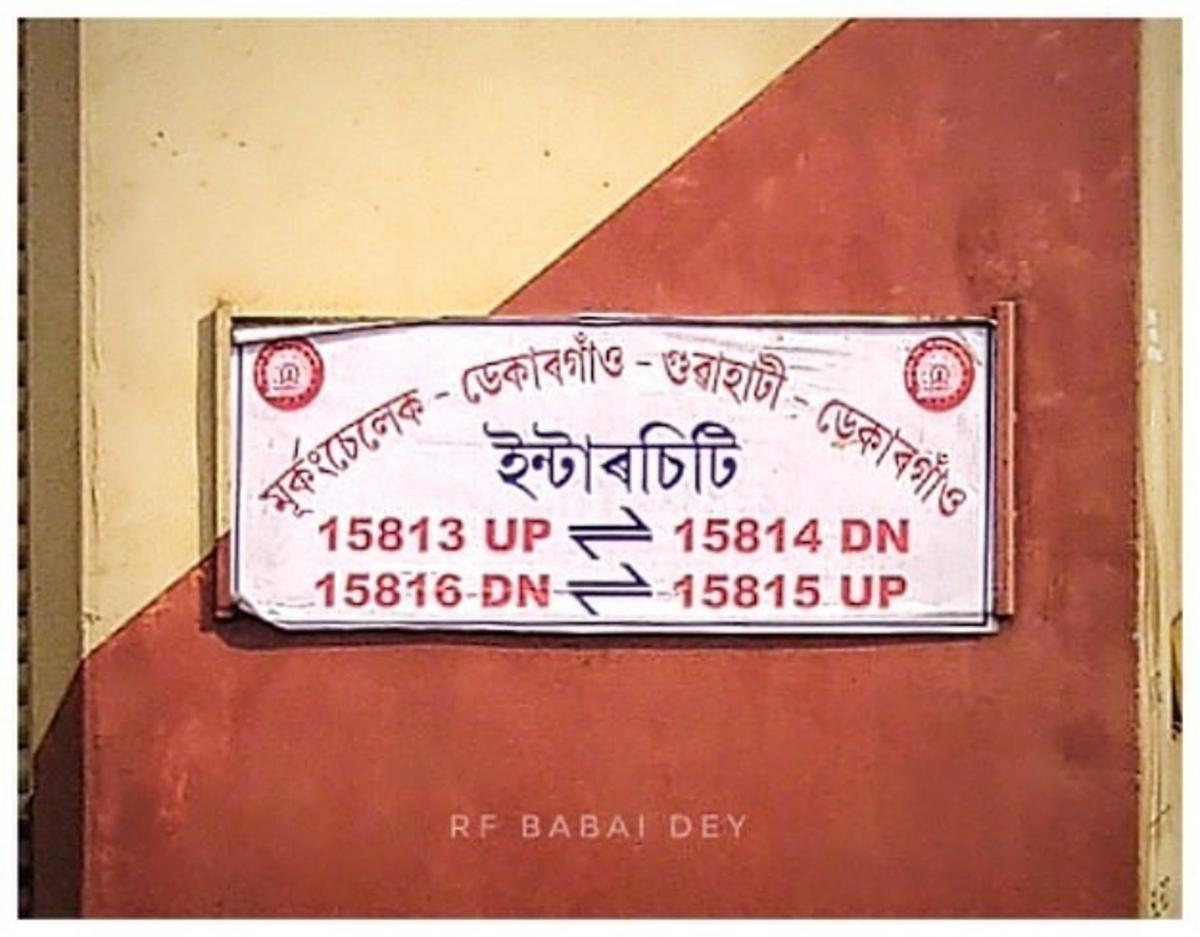 মুৰ্কংচেলেক - ডেকাৰগাঁও - গুৱাহাটী - ডেকাৰগাঁও
ইন্টাৰচিটি
15813 UP ⇌ 15814 DN
15816 DN ⇌ 15815 UP
RF BABAI DEY